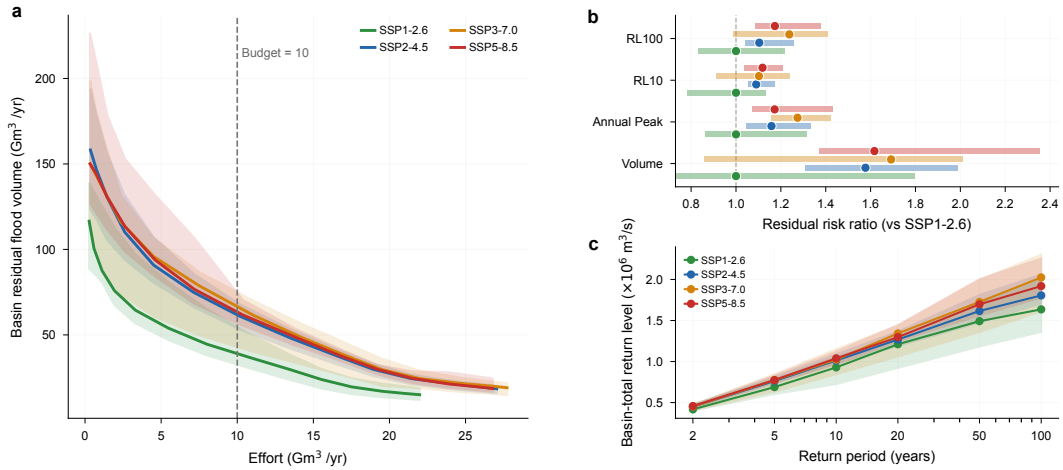 a
Basin residual flood volume (Gm³ /yr)
200
150
100
50
0
5
10
15
20
25
Effort (Gm³ /yr)
Budget = 10
SSP1-2.6
SSP2-4.5
SSP3-7.0
SSP5-8.5
b
RL100
RL10
Annual Peak
Volume
0.8
1.0
1.2
1.4
1.6
1.8
2.0
2.2
2.4
Residual risk ratio (vs SSP1-2.6)
c
Basin-total return level (×10⁶ m³/s)
2.0
1.5
1.0
0.5
SSP1-2.6
SSP2-4.5
SSP3-7.0
SSP5-8.5
2
5
10
20
50
100
Return period (years)